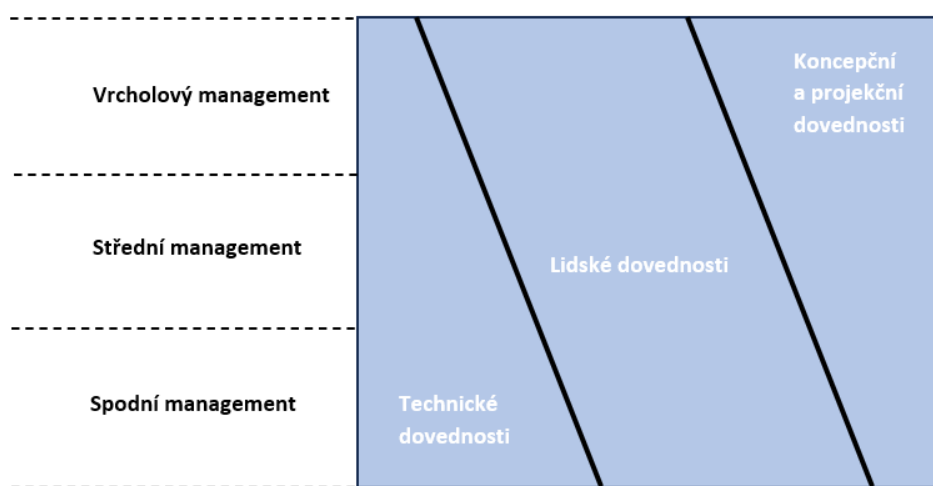 Vrcholový management
Koncepční
a projekční
dovednosti
Střední management
Lidské dovednosti
Spodní management
Technické
dovednosti